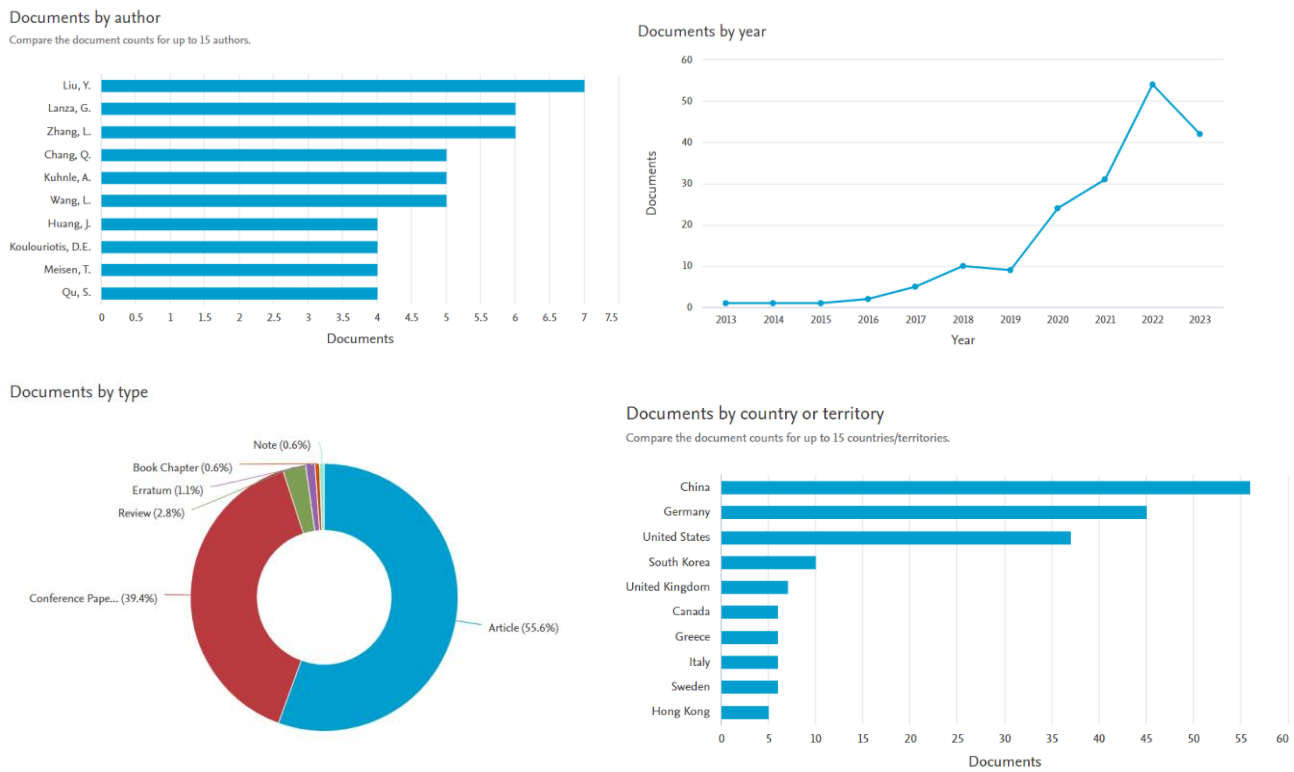 Documents by author
Compare the document counts for up to 15 authors.
Liu, Y.
Lanza, G.
Zhang, L.
Chang, Q.
Kuhnle, A.
Wang, L.
Huang, J.
Koulouriotis, D.E.
Meisen, T.
Qu, S.
0 0.5 1 1.5 2 2.5 3 3.5 4 4.5 5 5.5 6 6.5 7 7.5
Documents
Documents by year
60
50
40
30
20
10
0
Documents
2013 2014 2015 2016 2017 2018 2019 2020 2021 2022 2023
Year
Documents by type
Note (0.6%)
Book Chapter (0.6%)
Erratum (1.1%)
Review (2.8%)
Conference Pape... (39.4%)
Article (55.6%)
Documents by country or territory
Compare the document counts for up to 15 countries/territories.
China
Germany
United States
South Korea
United Kingdom
Canada
Greece
Italy
Sweden
Hong Kong
0 5 10 15 20 25 30 35 40 45 50 55 60
Documents